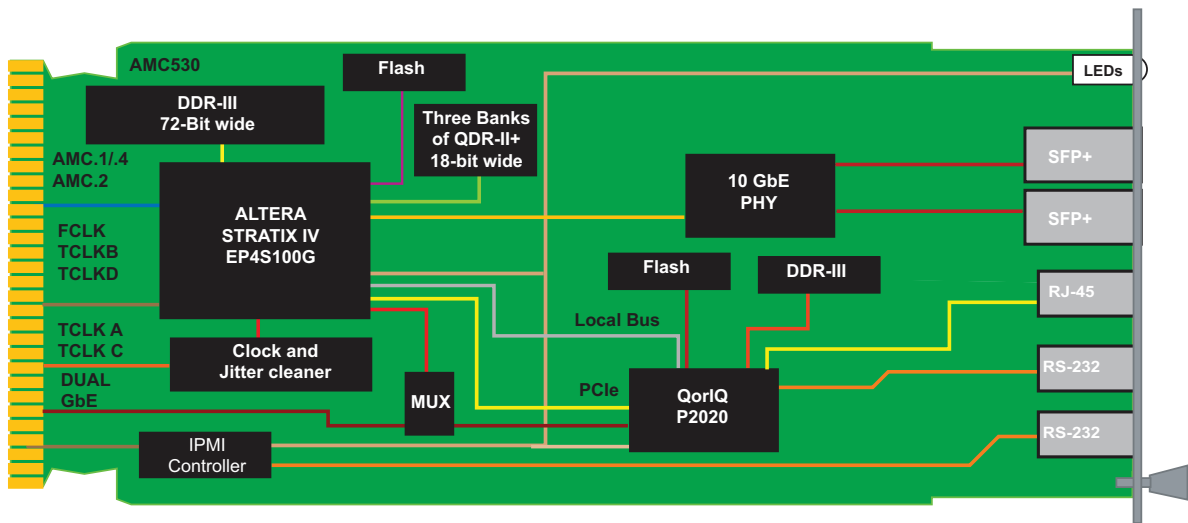 AMC530
Flash
LEDs
DDR-III
72-Bit wide
Three Banks
of QDR-II+
18-bit wide
AMC.1/.4
AMC.2
SFP+
10 GbE
PHY
ALTERA
STRATIX IV
EP4S100G
SFP+
FCLK
TCLKB
TCLKD
Flash
DDR-III
RJ-45
Local Bus
TCLK A
TCLK C
Clock and
Jitter cleaner
RS-232
DUAL
GbE
MUX
PCIe
QorIQ
P2020
RS-232
IPMI
Controller